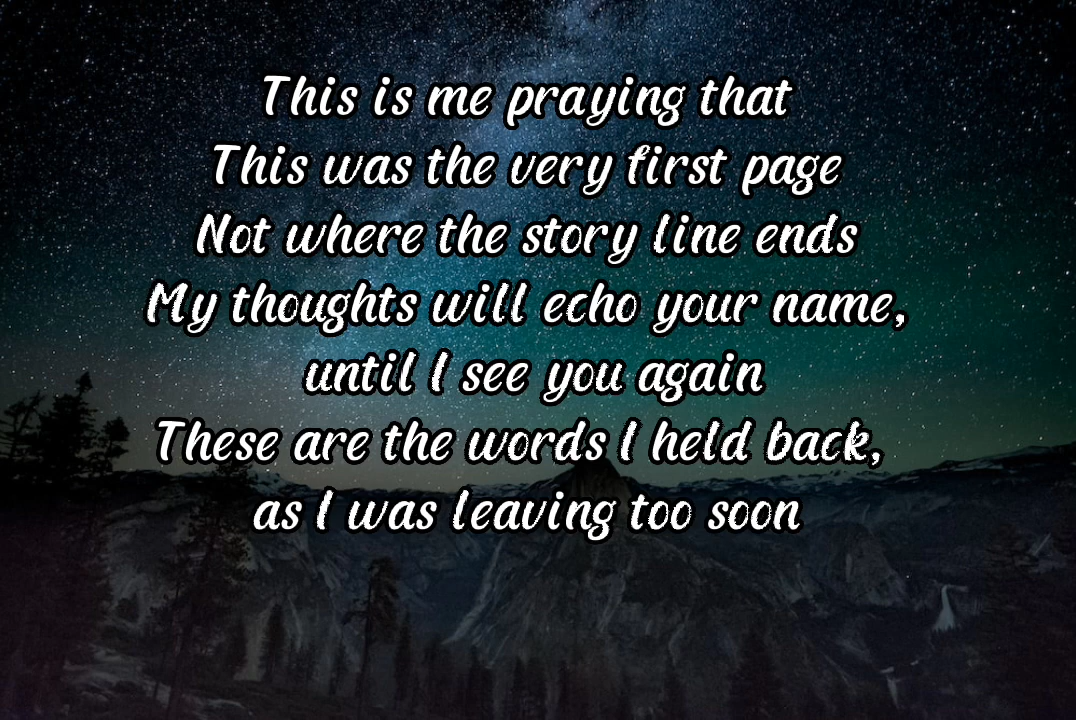 This is me praying that
This was the very first page
Not where the story line ends
My thoughts will echo your name,
until I see you again
These are the words I held back,
as I was leaving too soon